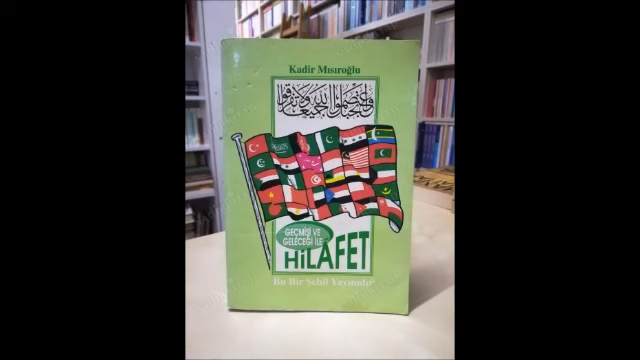 Kadir Mısıroğlu
واعتصموا بحبل الله جميعا ولا تفرقوا
GEÇMİŞİ VE
GELECEĞİ İLE
HİLAFET
Bu Bir Sebil Yayınıdır